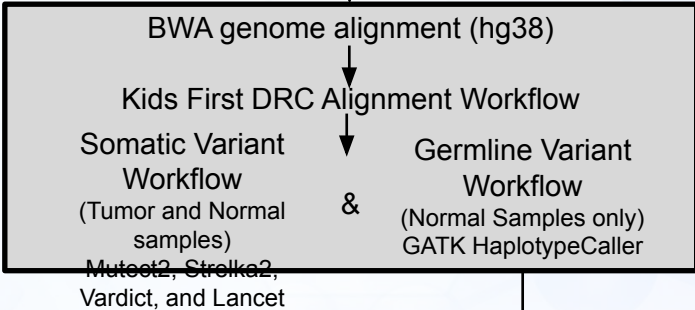 BWA genome alignment (hg38)
Kids First DRC Alignment Workflow
Somatic Variant
Workflow
(Tumor and Normal
samples)
Mutect2, Strelka2,
Vardict, and Lancet
&
Germline Variant
Workflow
(Normal Samples only)
GATK HaplotypeCaller